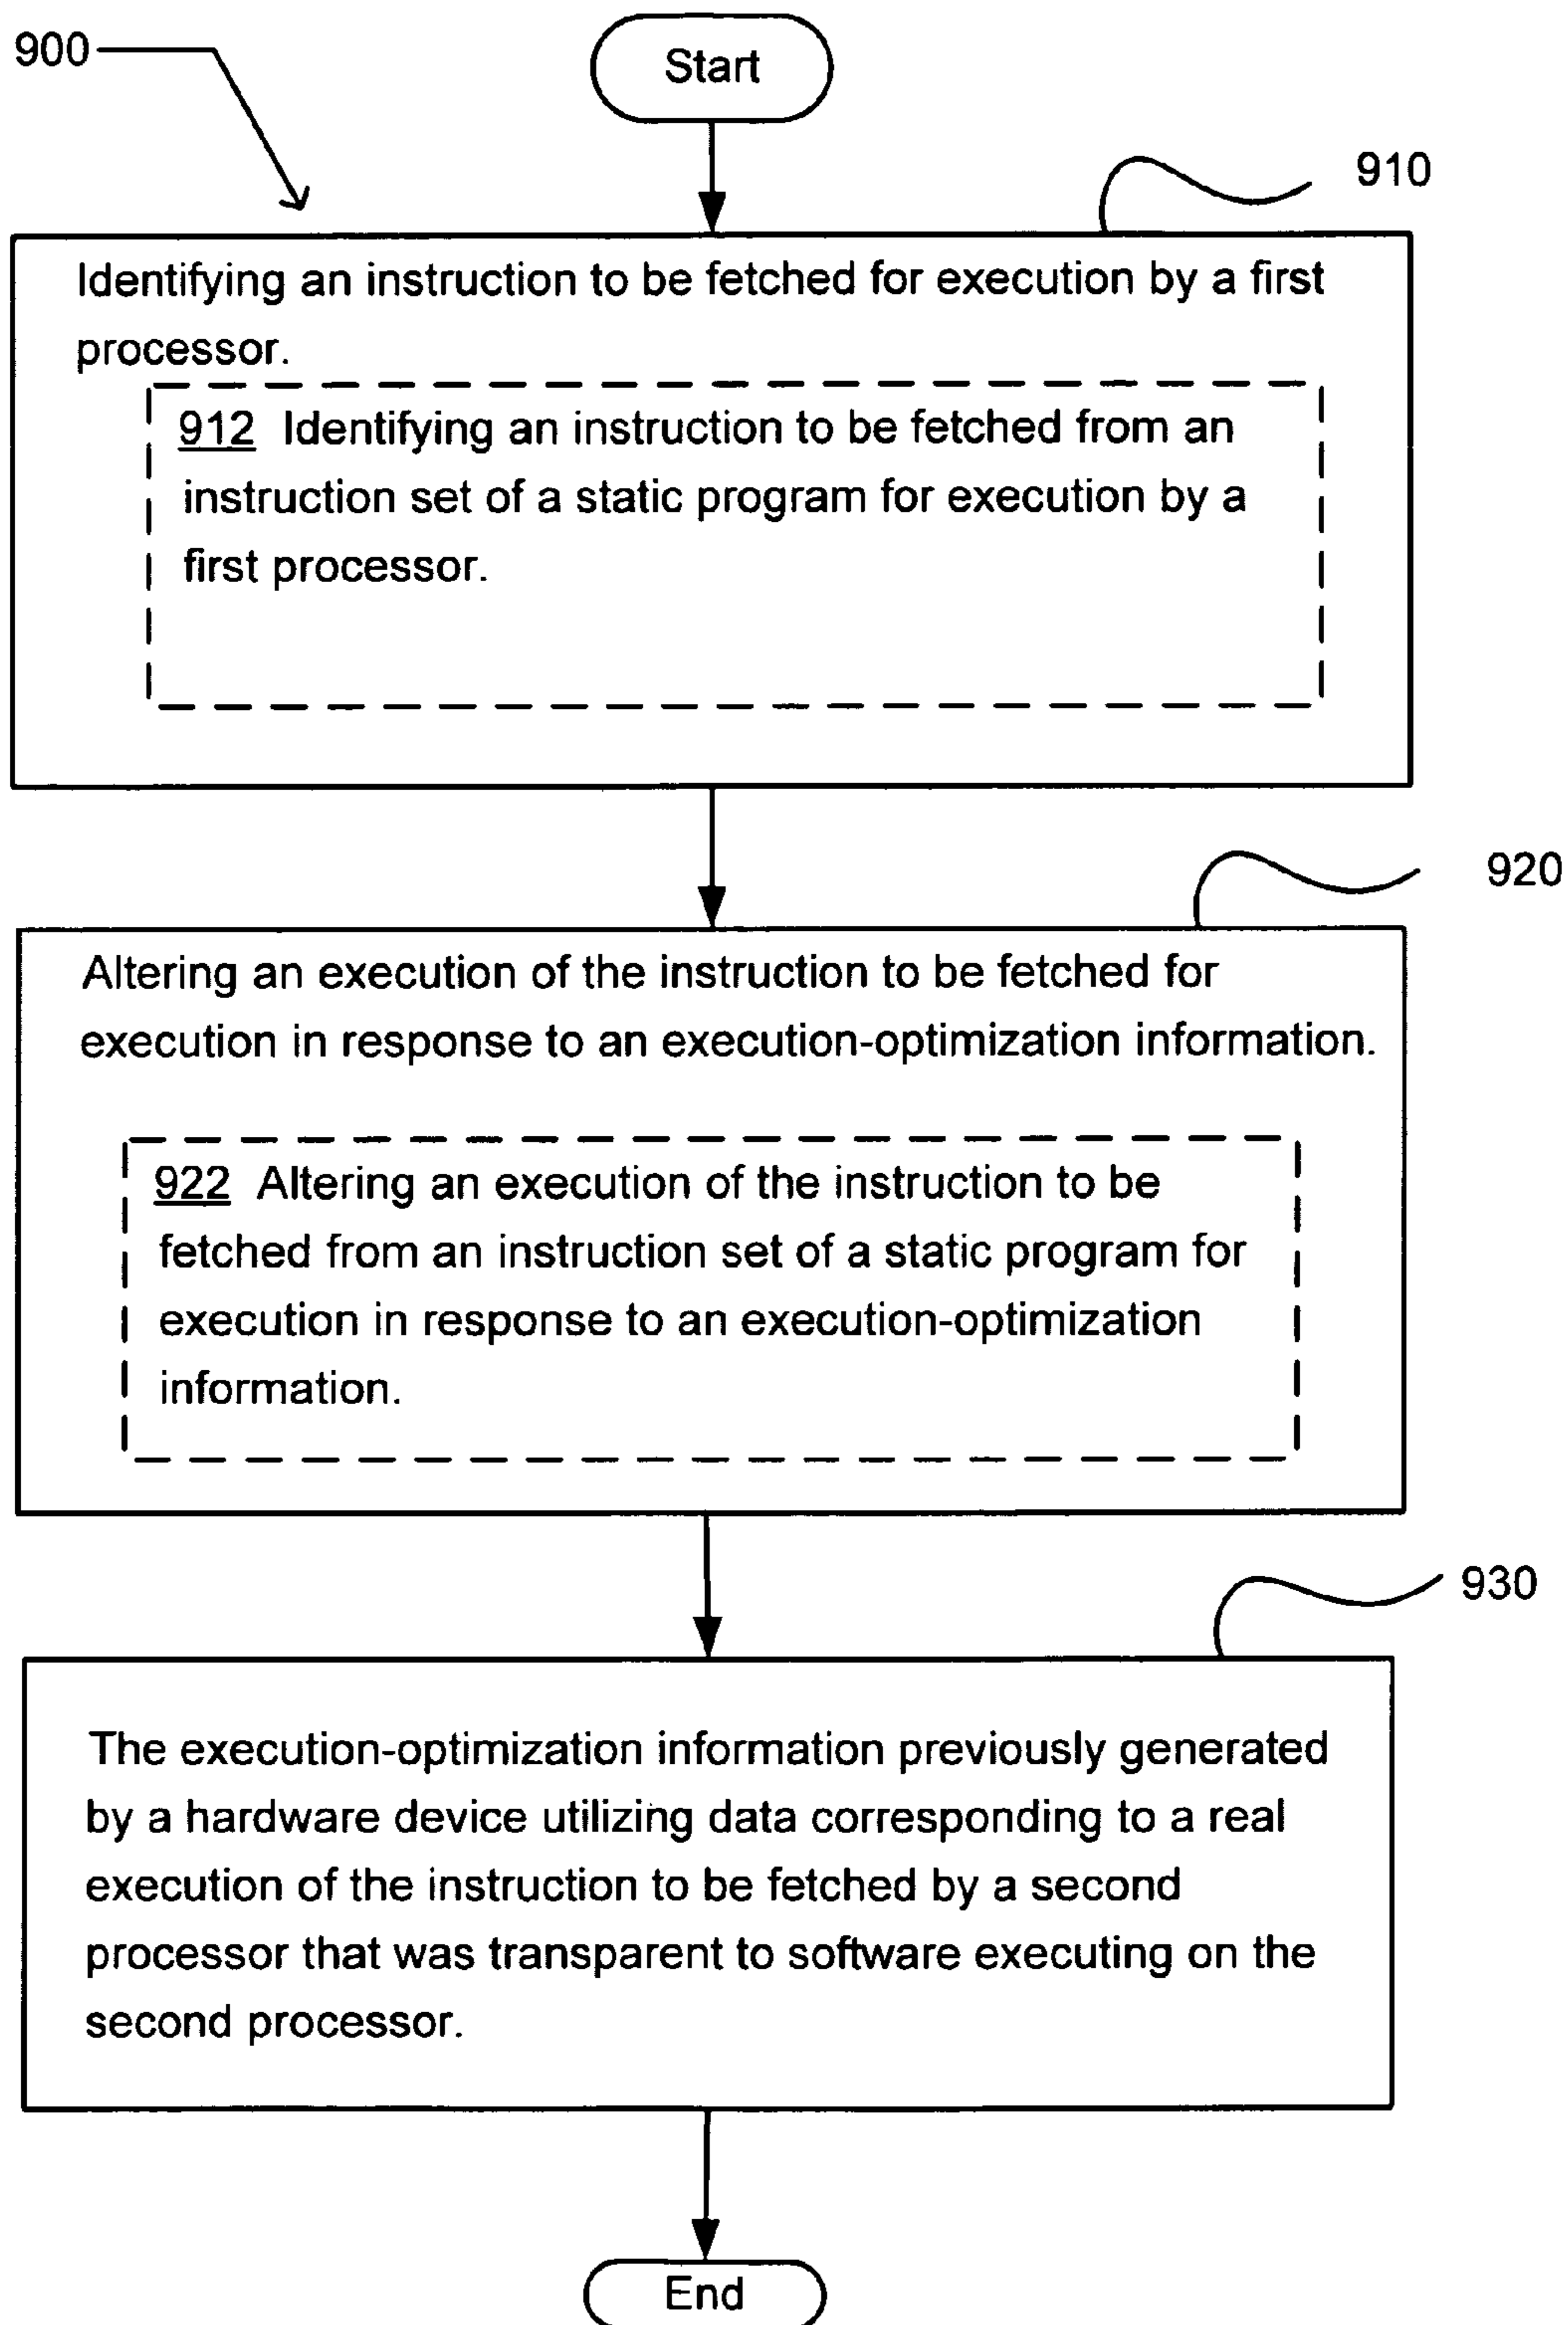 900
Start
910
Identifying an instruction to be fetched for execution by a first
processor.
912 Identifying an instruction to be fetched from an
instruction set of a static program for execution by a
first processor.
920
Altering an execution of the instruction to be fetched for
execution in response to an execution-optimization information.
922 Altering an execution of the instruction to be
fetched from an instruction set of a static program for
execution in response to an execution-optimization
information.
930
The execution-optimization information previously generated
by a hardware device utilizing data corresponding to a real
execution of the instruction to be fetched by a second
processor that was transparent to software executing on the
second processor.
End